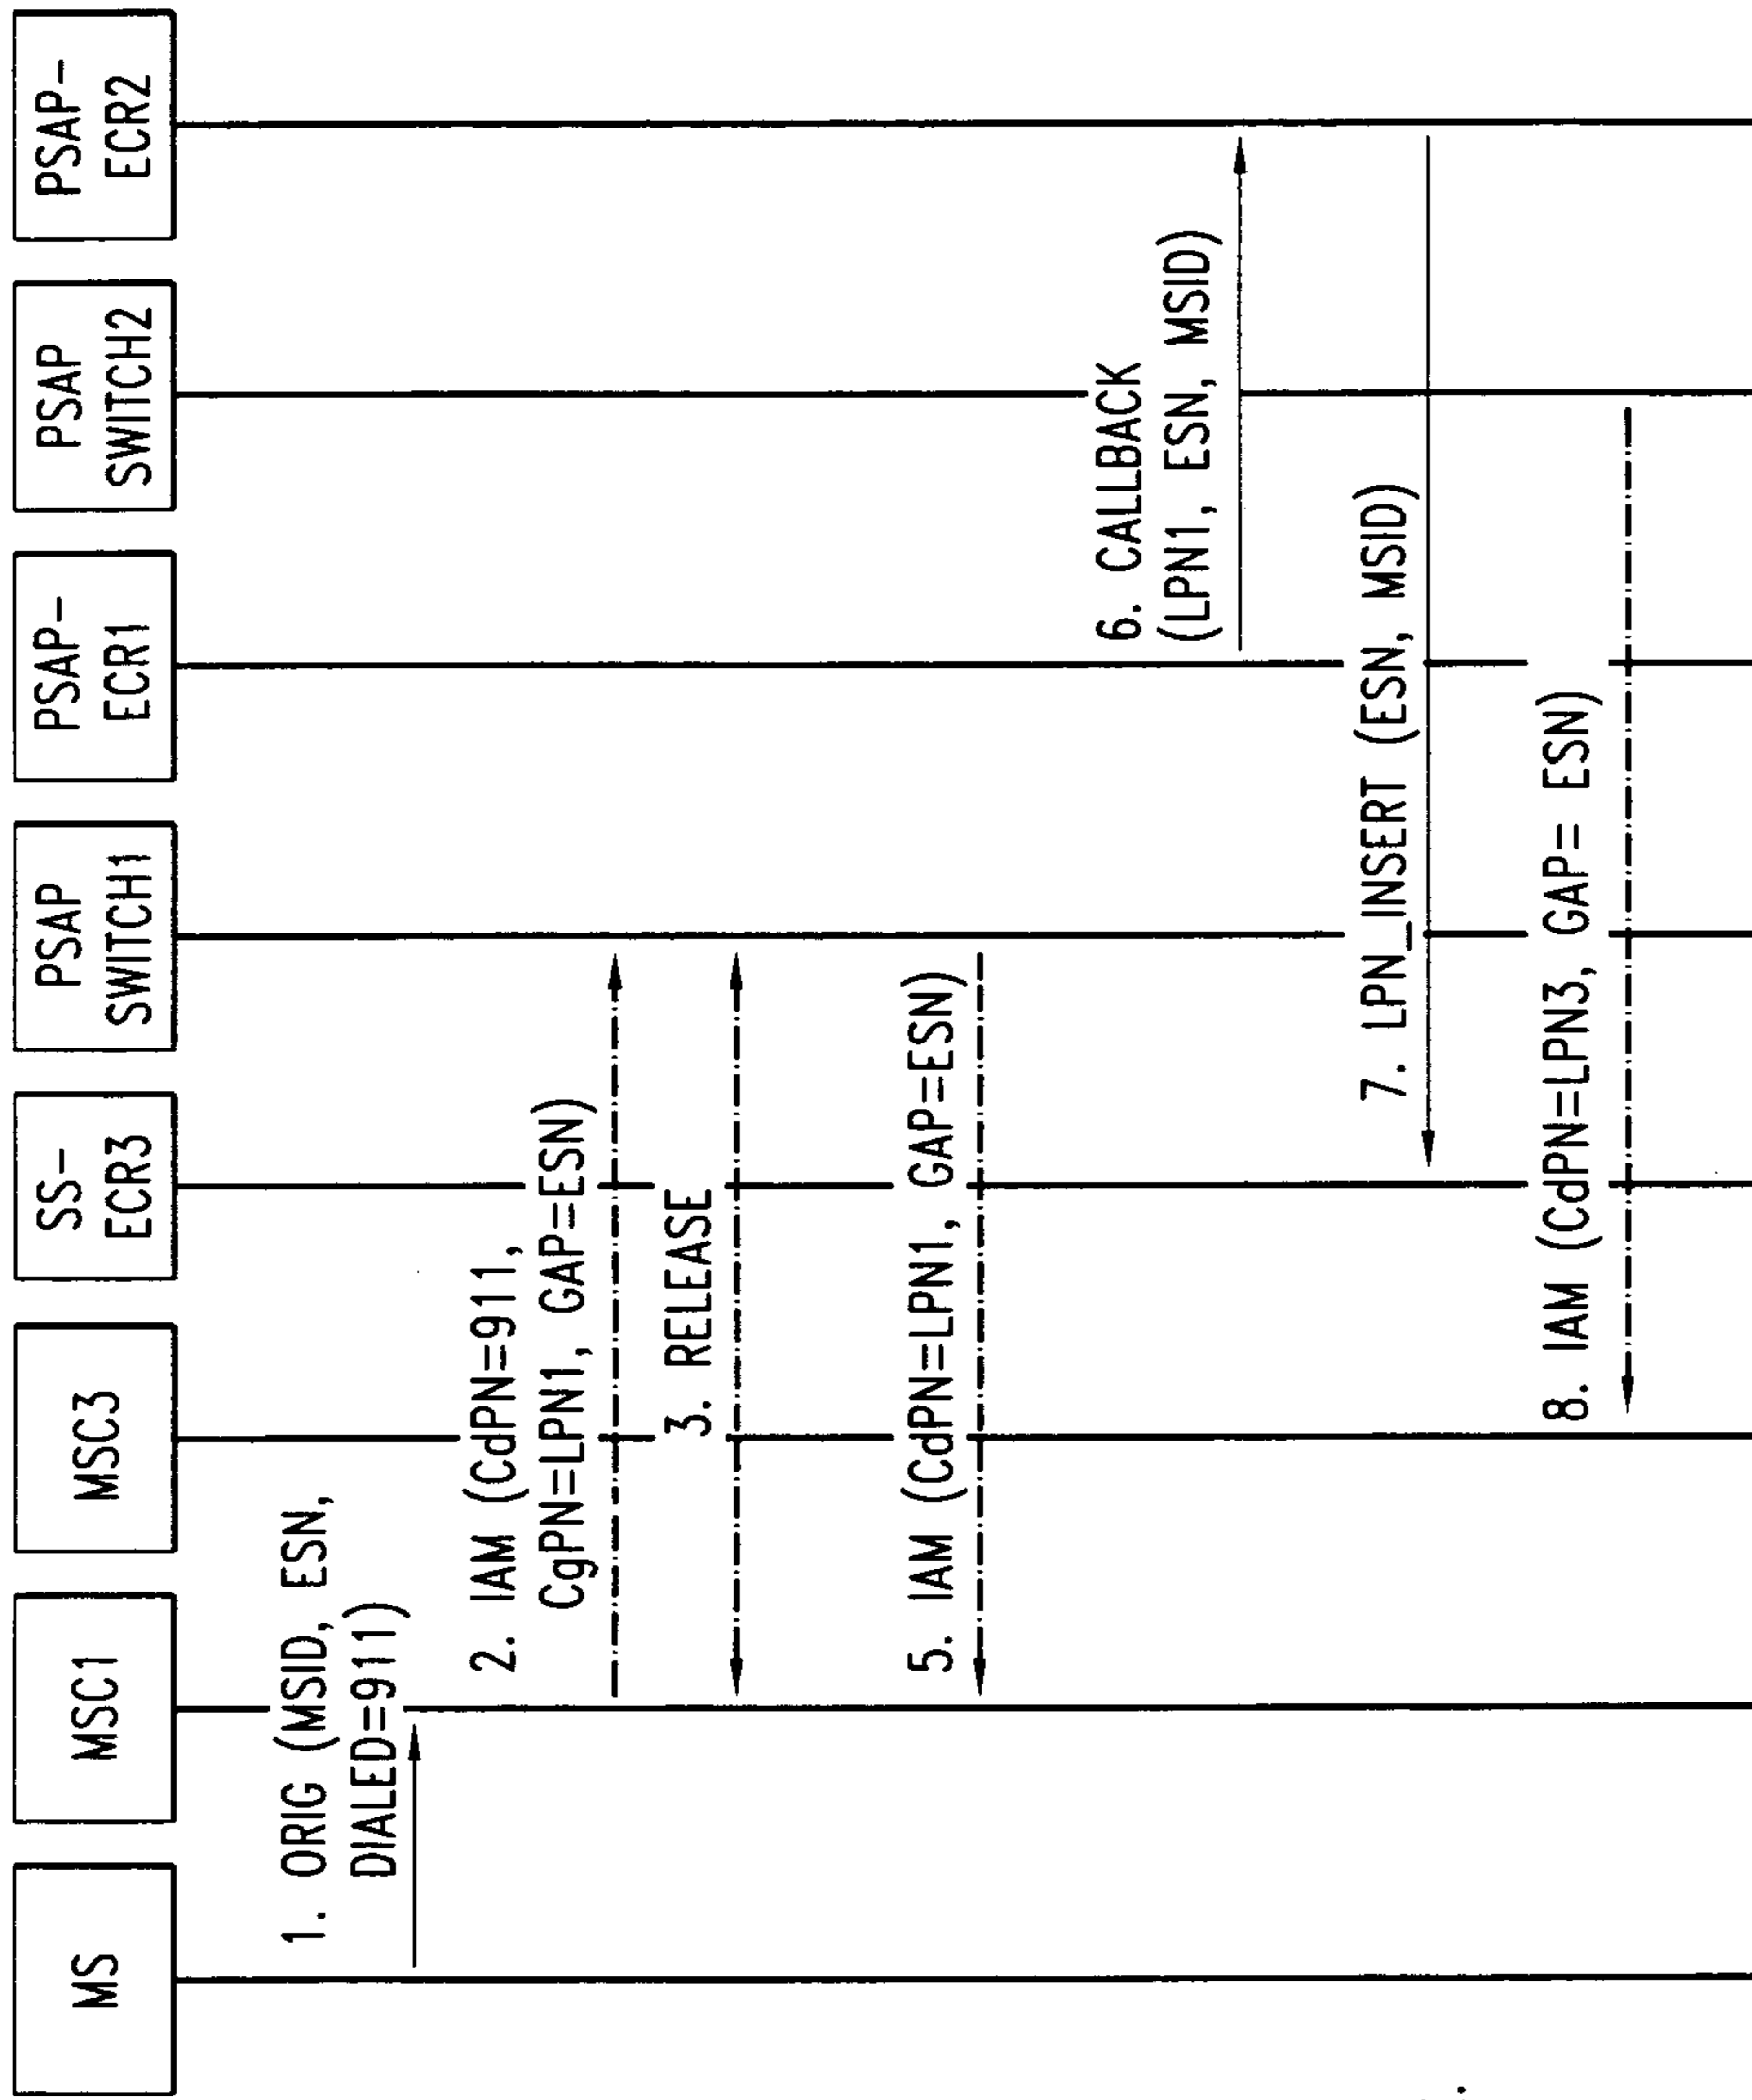 MS
MSC1
MSC3
SS-
ECR3
PSAP
SWITCH1
PSAP-
ECR1
PSAP
SWITCH2
PSAP-
ECR2
1. ORIG (MSID, ESN,
DIALED=911)
2. IAM (CdPN=911,
CgPN=LPN1, GAP=ESN)
3. RELEASE
5. IAM (CdPN=LPN1, GAP=ESN)
6. CALLBACK
(LPN1, ESN, MSID)
7. LPN_INSERT (ESN, MSID)
8. IAM (CdPN=LPN3, GAP= ESN)